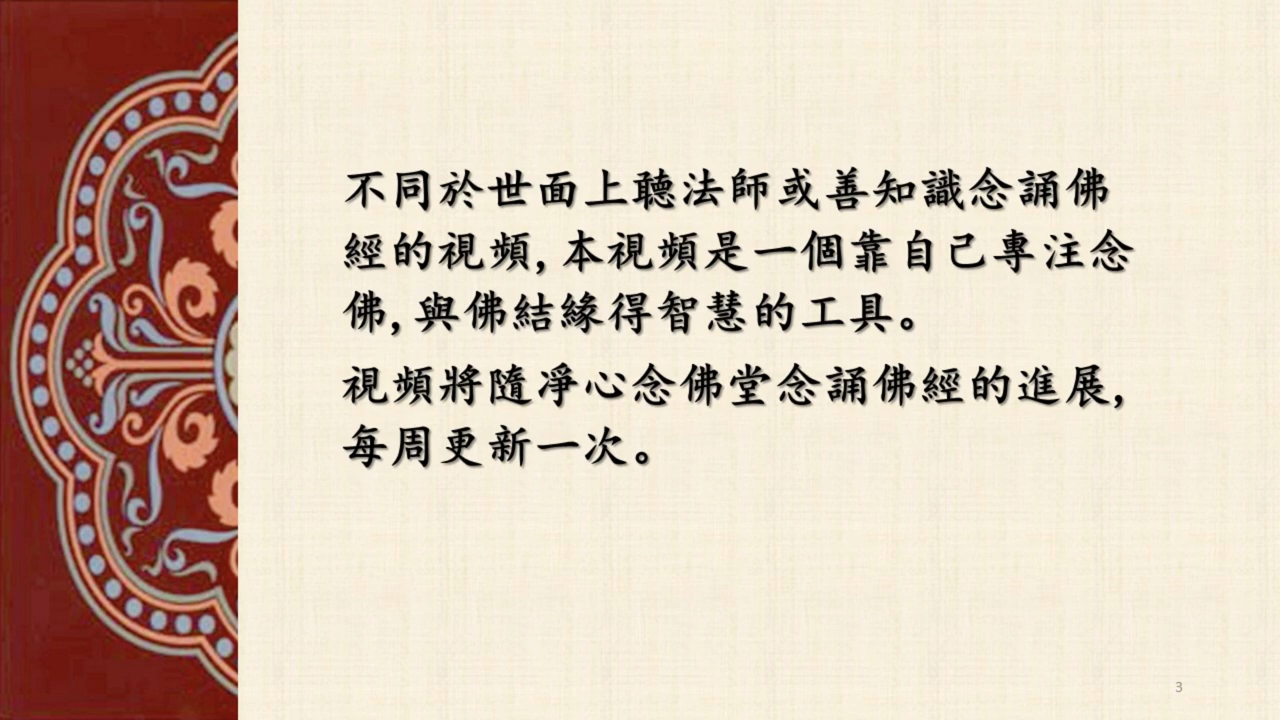 不同於世面上聽法師或善知識念誦佛
經的視頻,本視頻是一個靠自己專注念
佛,與佛結緣得智慧的工具。
視頻將隨凈心念佛堂念誦佛經的進展,
每周更新一次。
3